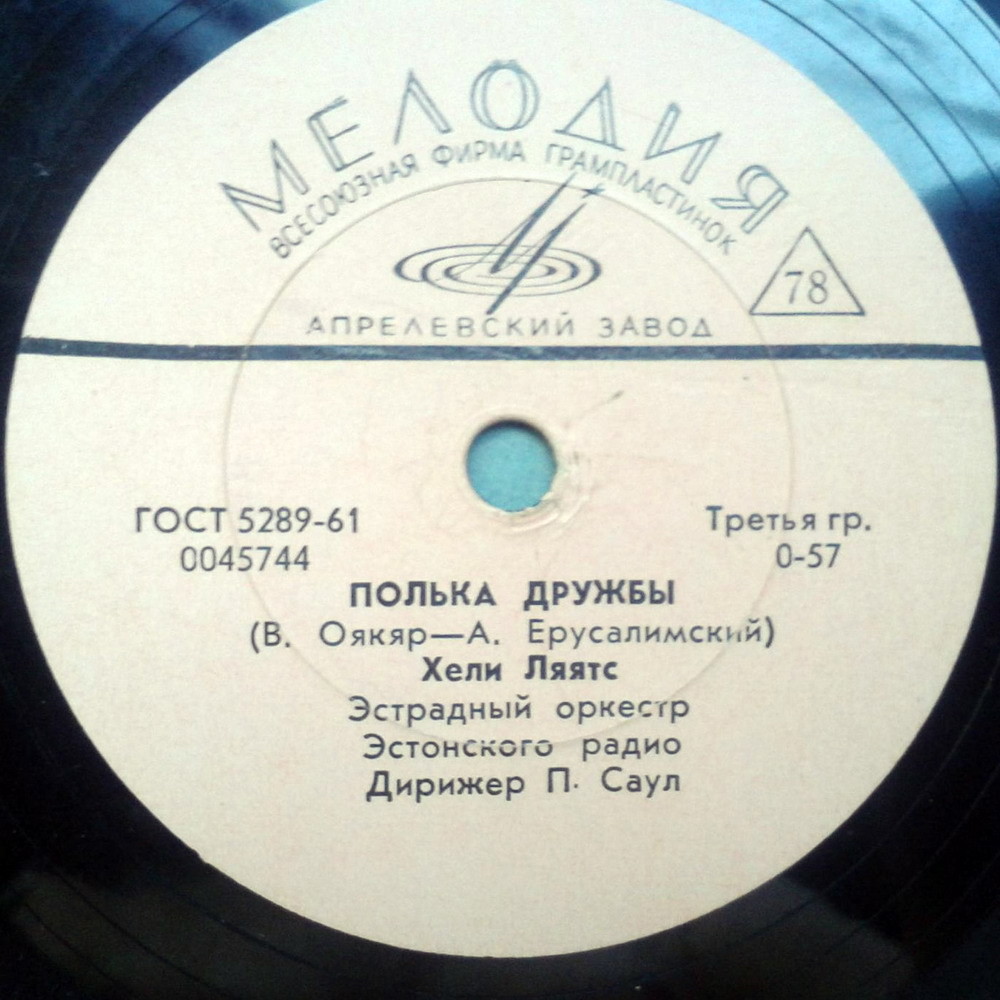 МЕЛОДИЯ
ВСЕСОЮЗНАЯ ФИРМА ГРАМПЛАСТИНОК
78
АПРЕЛЕВСКИЙ ЗАВОД
ГОСТ 5289-61
0045744
Третья гр.
0-57
ПОЛЬКА ДРУЖБЫ
(В. Оякяр—А. Ерусалимский)
Хели Ляятс
Эстрадный оркестр
Эстонского радио
Дирижер П. Саул